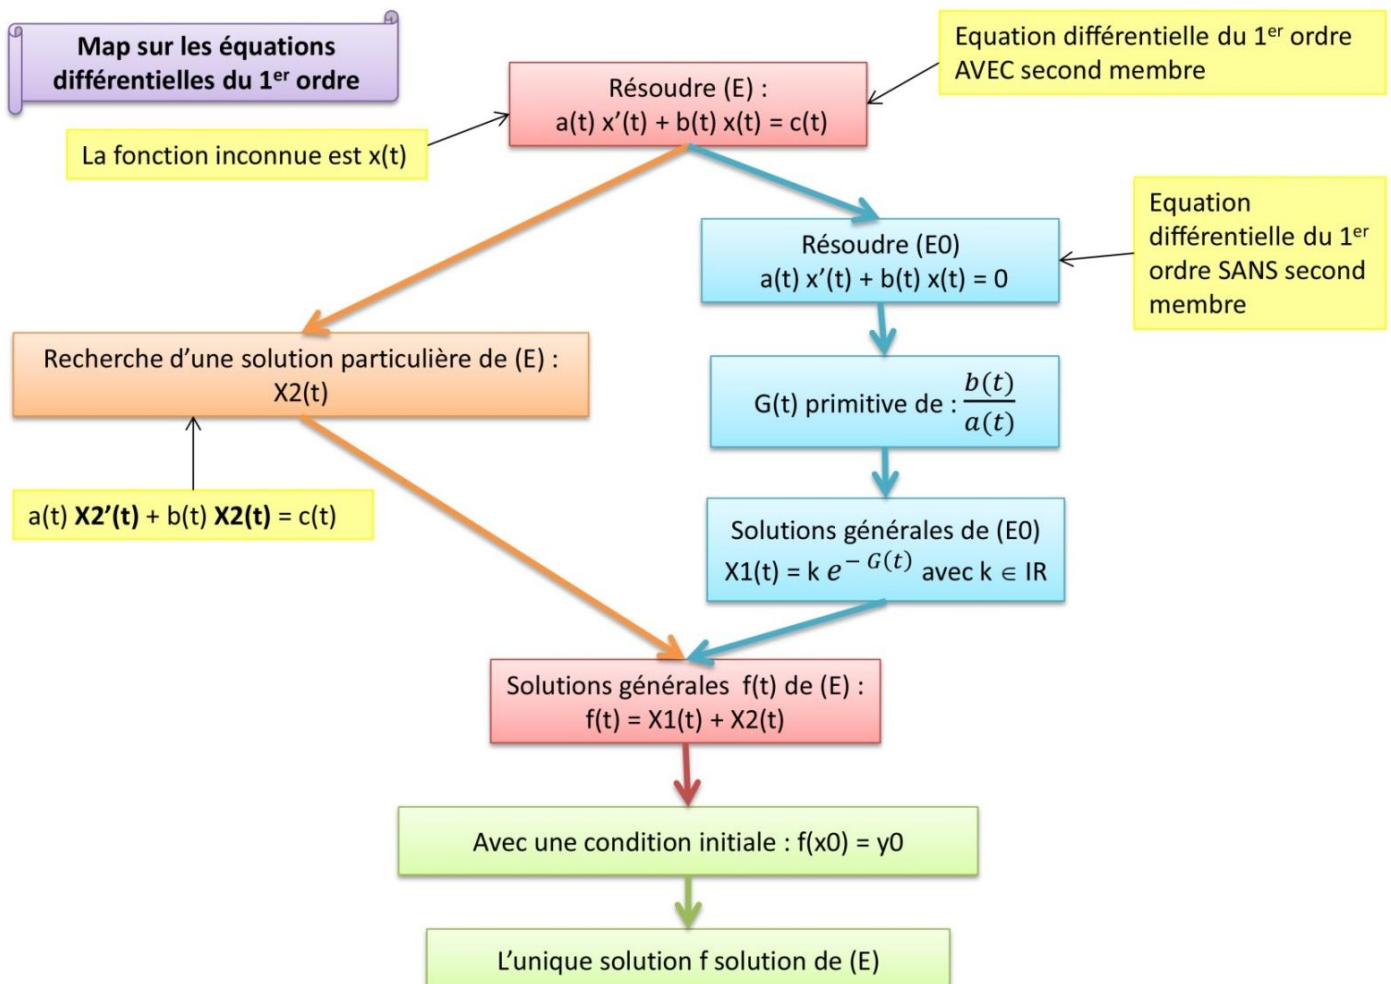 Map sur les équations
différentielles du 1er ordre
Equation différentielle du 1er ordre
AVEC second membre
Résoudre (E) :
a(t) x’(t) + b(t) x(t) = c(t)
La fonction inconnue est x(t)
Equation
différentielle du 1er
ordre SANS second
membre
Résoudre (E0)
a(t) x’(t) + b(t) x(t) = 0
Recherche d’une solution particulière de (E) :
X2(t)
G(t) primitive de : b(t)/a(t)
a(t) X2’(t) + b(t) X2(t) = c(t)
Solutions générales de (E0)
X1(t) = k e^− G(t) avec k ∈ IR
Solutions générales f(t) de (E) :
f(t) = X1(t) + X2(t)
Avec une condition initiale : f(x0) = y0
L’unique solution f solution de (E)